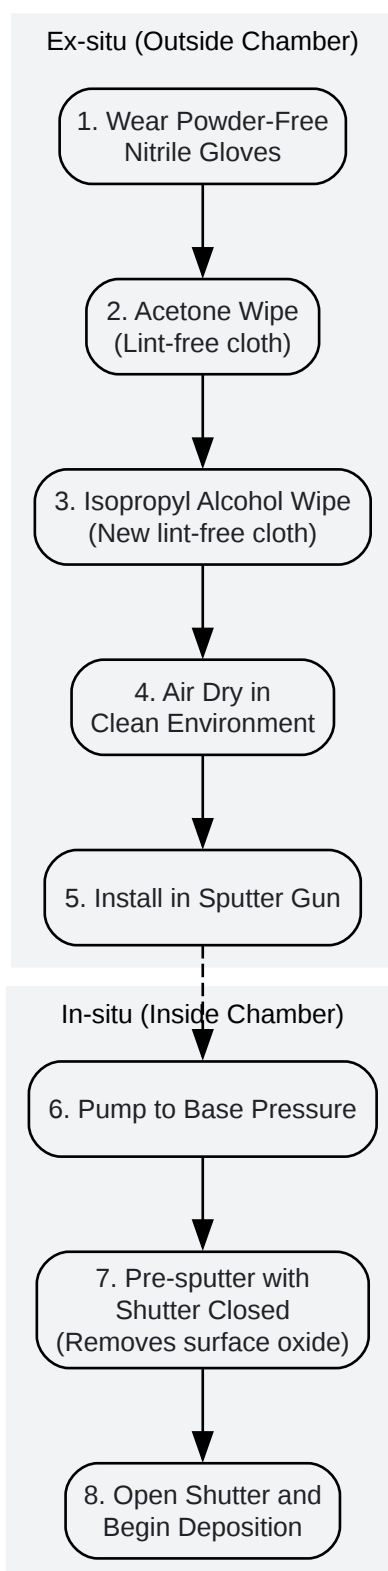 Ex-situ (Outside Chamber)
1. Wear Powder-Free
Nitrile Gloves
2. Acetone Wipe
(Lint-free cloth)
3. Isopropyl Alcohol Wipe
(New lint-free cloth)
4. Air Dry in
Clean Environment
5. Install in Sputter Gun
In-situ (Inside Chamber)
6. Pump to Base Pressure
7. Pre-sputter with
Shutter Closed
(Removes surface oxide)
8. Open Shutter and
Begin Deposition